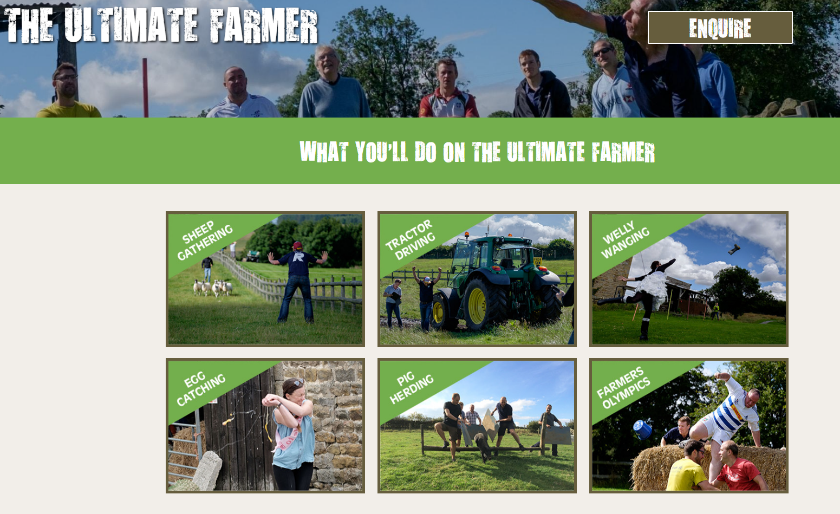 THE ULTIMATE FARMER
ENQUIRE
WHAT YOU'LL DO ON THE ULTIMATE FARMER
SHEEP
GATHERING
TRACTOR
DRIVING
WELLY
WANGING
EGG
CATCHING
PIG
HERDING
FARMERS
OLYMPICS